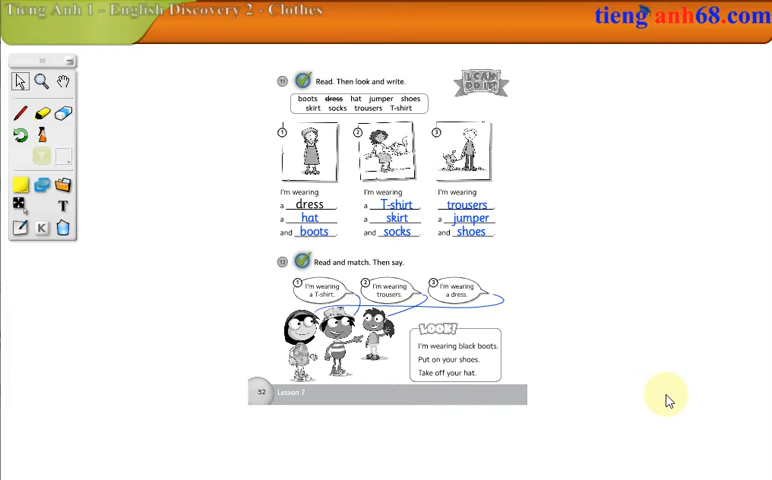 Tieng Anh 1 - English Discovery 2 - Clothes
tieng anh68.com
11 Read. Then look and write.
I CAN DO IT!
boots dress hat jumper shoes
skirt socks trousers T-shirt
1
2
3
I'm wearing
a dress.
a hat
and boots.
I'm wearing
a T-shirt.
a skirt
and socks.
I'm wearing
trousers.
a jumper
and shoes.
12 Read and match. Then say.
1 I'm wearing
a T-shirt.
2 I'm wearing
trousers.
3 I'm wearing
a dress.
LOOK!
I'm wearing black boots.
Put on your shoes.
Take off your hat.
52 Lesson 7
T
K